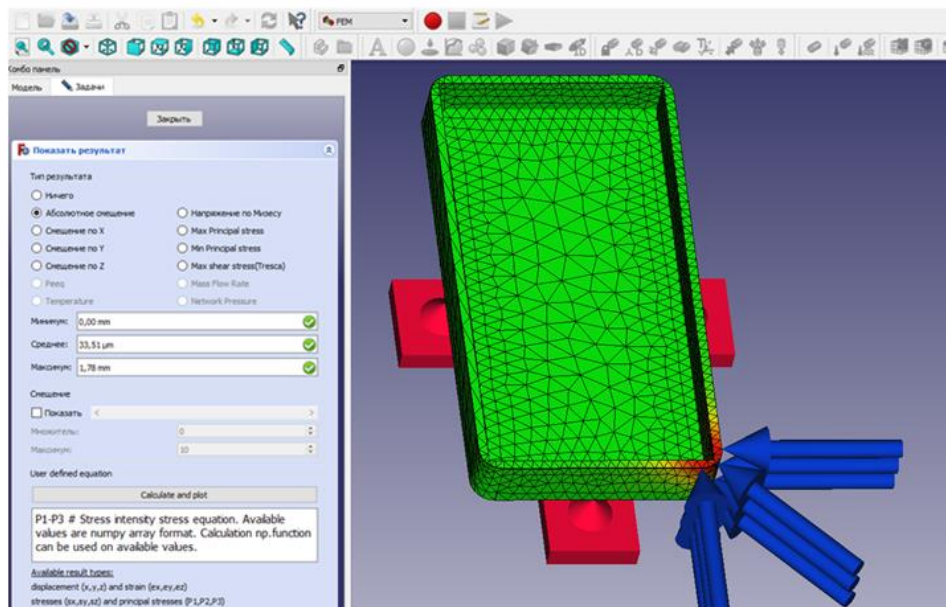 FEM
Комбо панель
Модель Задачи
Закрыть
Показать результат
Тип результата
Ничего
Абсолютное смещение Напряжение по Мизесу
Смещение по X Max Principal stress
Смещение по Y Min Principal stress
Смещение по Z Max shear stress(Tresca)
Peeq Mass Flow Rate
Temperature Network Pressure
Минимум: 0,00 mm
Среднее: 33,51 µm
Максимум: 1,78 mm
Смещение
Показать
Множитель: 0
Максимум: 10
User defined equation
Calculate and plot
P1-P3 # Stress intensity stress equation. Available
values are numpy array format. Calculation np.function
can be used on available values.
Available result types:
displacement (x,y,z) and strain (ex,ey,ez)
stresses (sx,sy,sz) and principal stresses (P1,P2,P3)